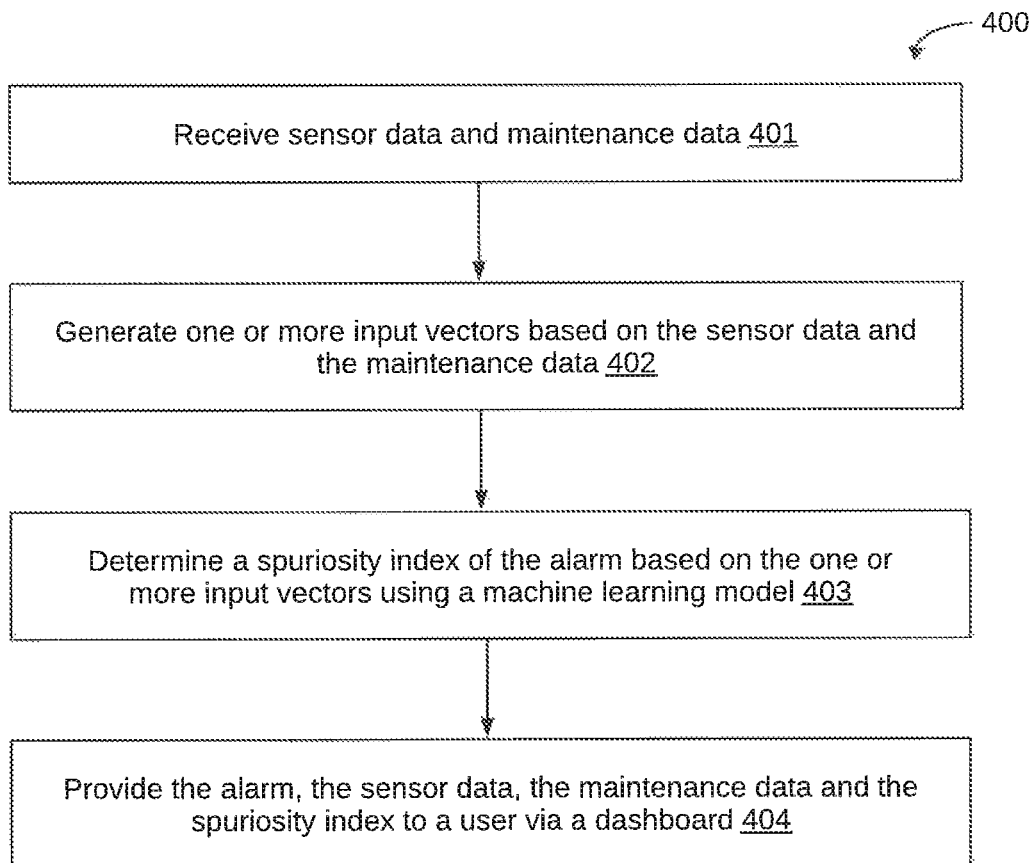 400
Receive sensor data and maintenance data 401
Generate one or more input vectors based on the sensor data and
the maintenance data 402
Determine a spuriosity index of the alarm based on the one or
more input vectors using a machine learning model 403
Provide the alarm, the sensor data, the maintenance data and the
spuriosity index to a user via a dashboard 404